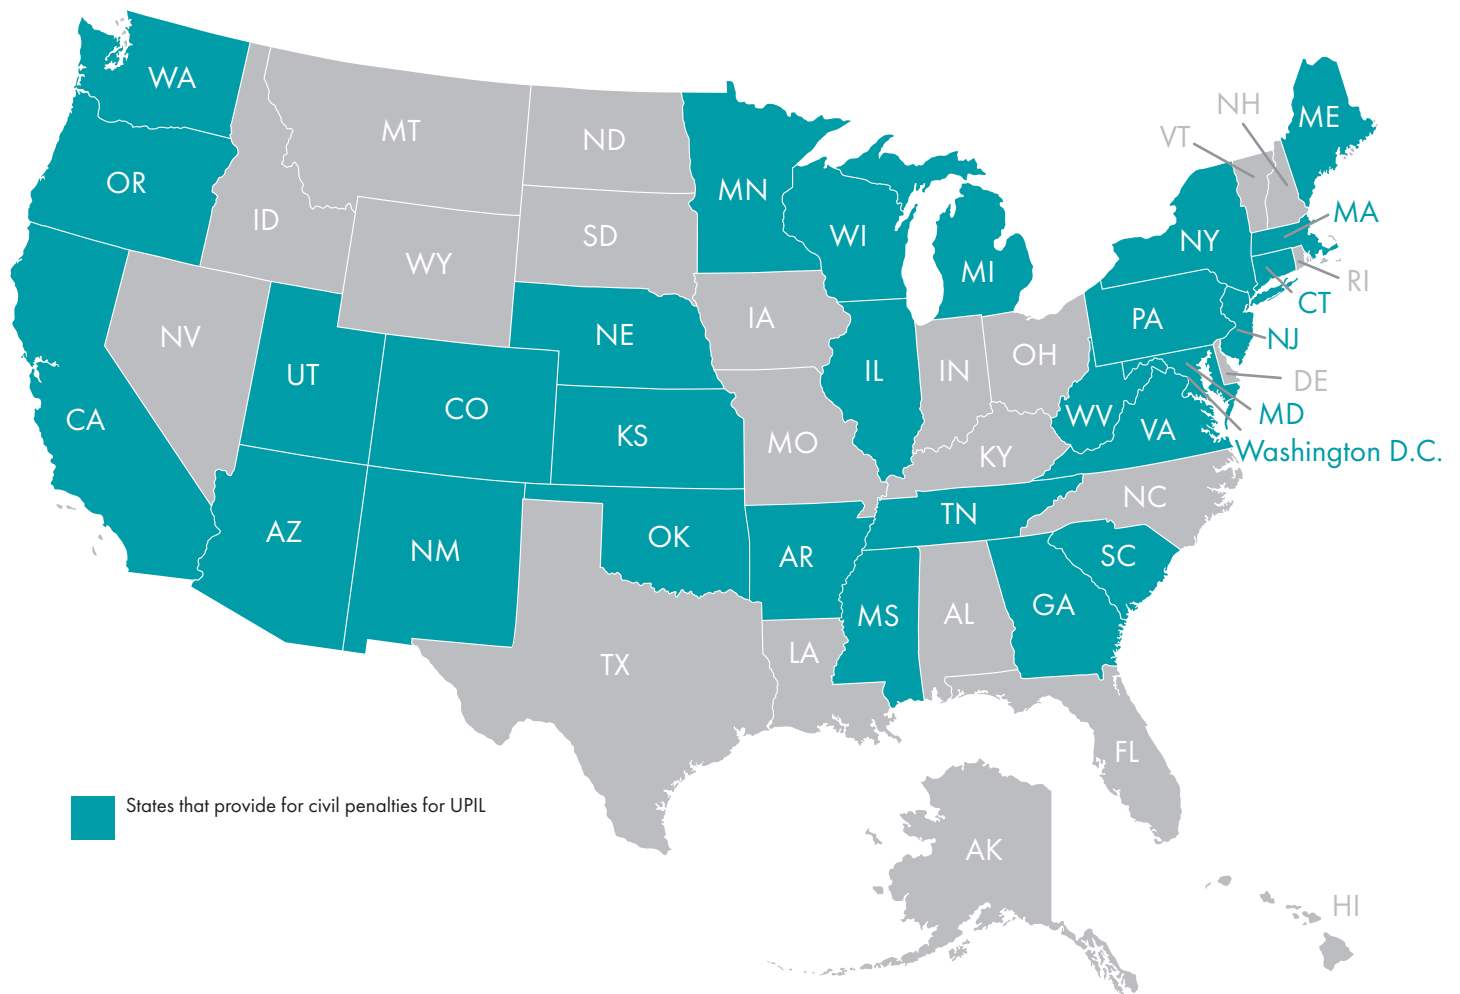 WA
MT
ND
MN
ME
NH
VT
OR
ID
WY
SD
WI
MI
NY
MA
RI
CT
NV
UT
CO
NE
IA
IL
IN
OH
PA
NJ
DE
MD
Washington D.C.
CA
KS
MO
KY
WV
VA
AZ
NM
OK
AR
TN
NC
SC
TX
LA
MS
AL
GA
FL
States that provide for civil penalties for UPIL
AK
HI